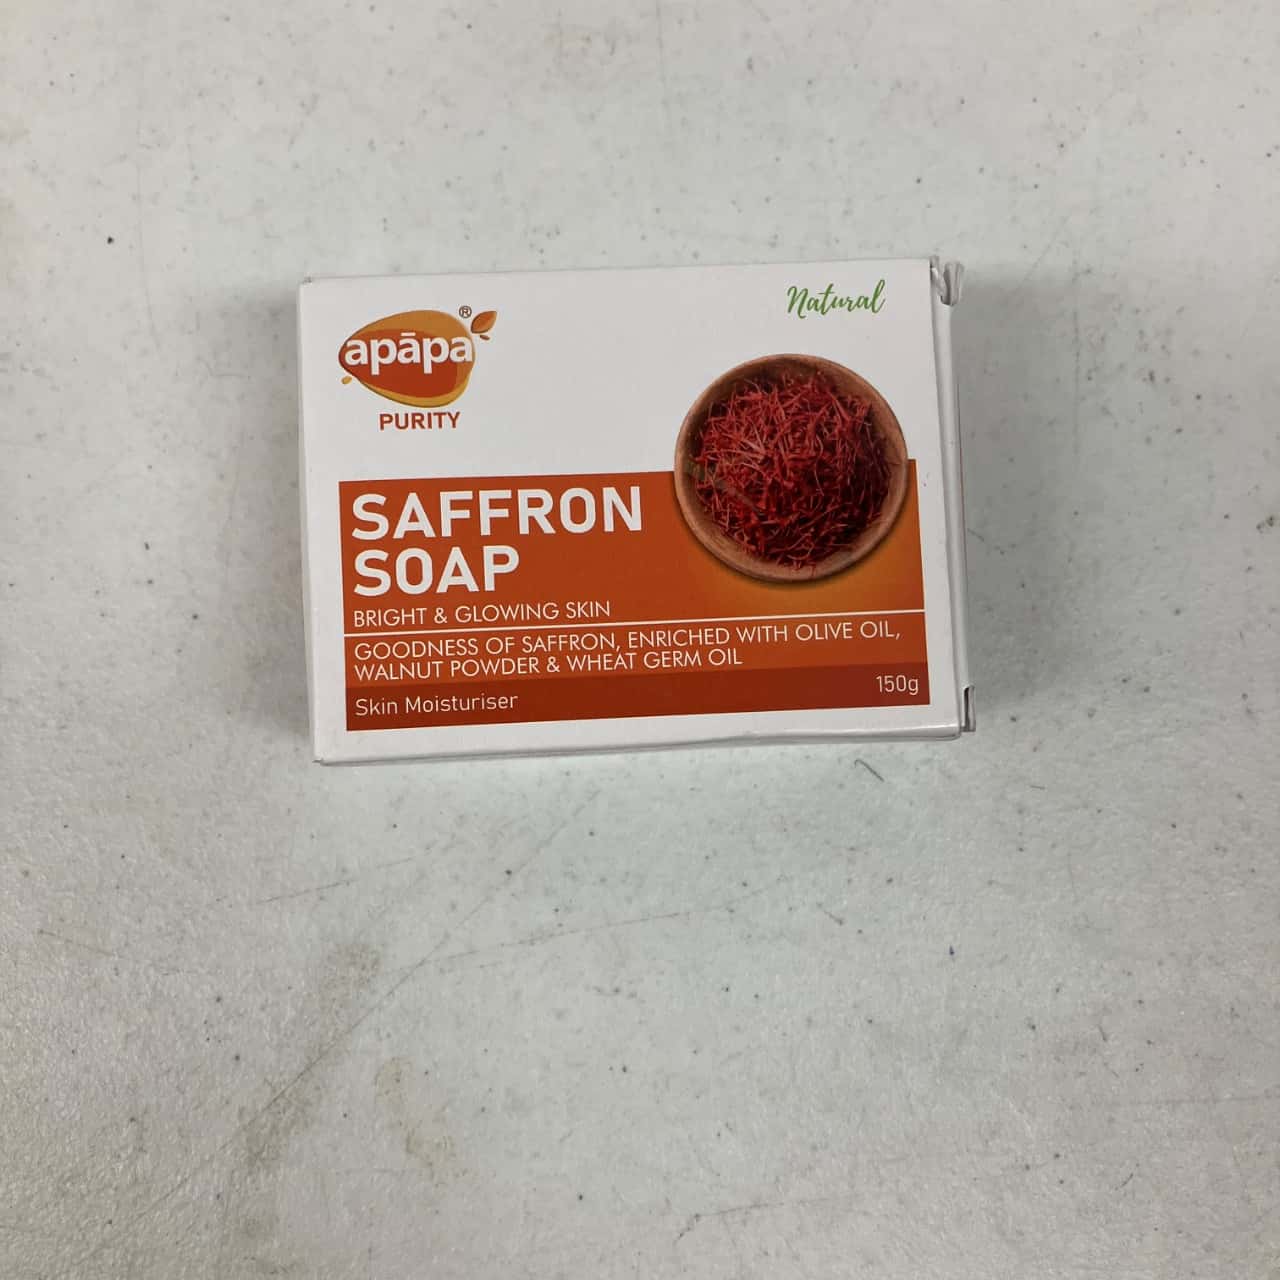 Natural
apāpa®
PURITY
SAFFRON
SOAP
BRIGHT & GLOWING SKIN
GOODNESS OF SAFFRON, ENRICHED WITH OLIVE OIL,
WALNUT POWDER & WHEAT GERM OIL
Skin Moisturiser
150g